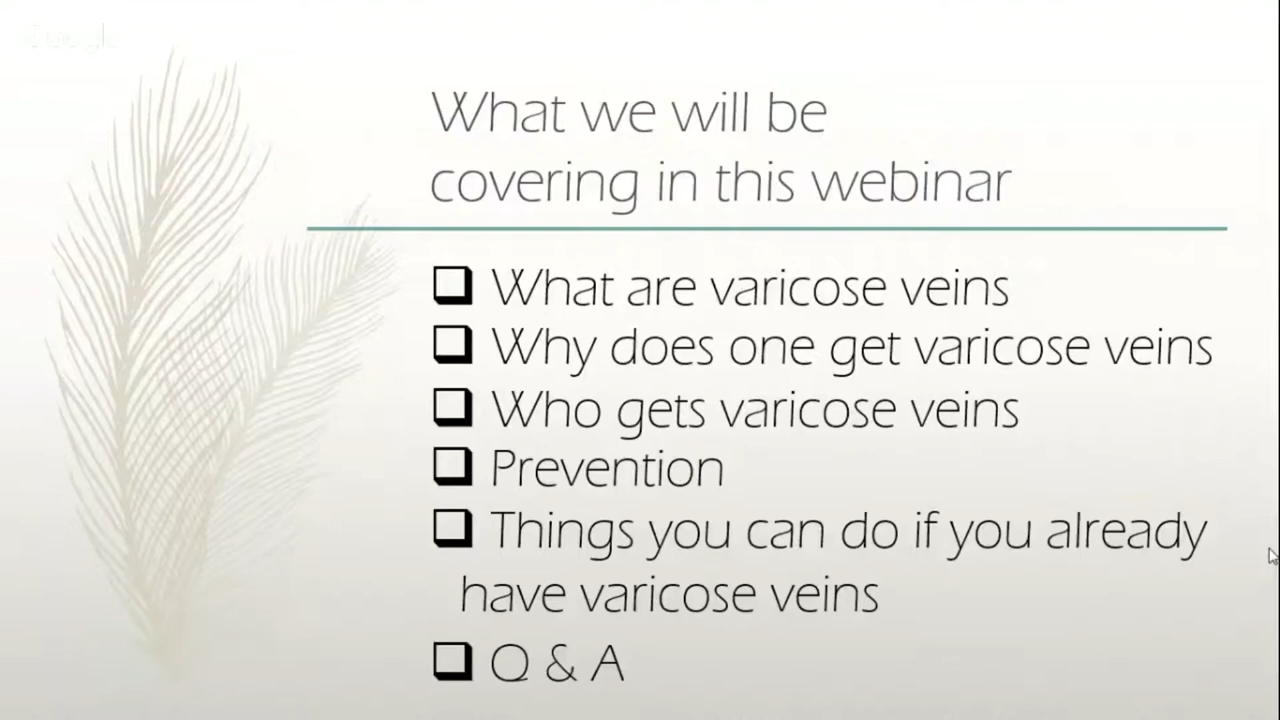 What we will be
covering in this webinar
What are varicose veins
Why does one get varicose veins
Who gets varicose veins
Prevention
Things you can do if you already
have varicose veins
Q & A